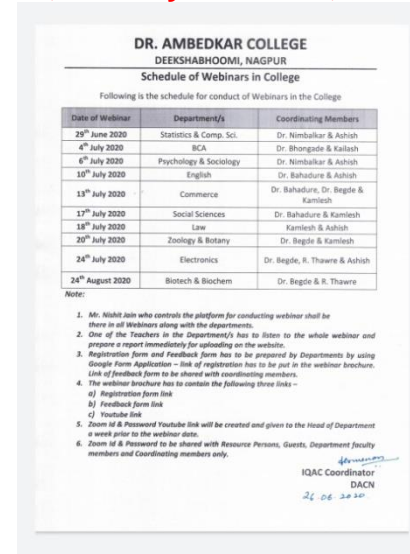 DR. AMBEDKAR COLLEGE
DEEKSHABHOOMI, NAGPUR
Schedule of Webinars in College
Following is the schedule for conduct of Webinars in the College
Date of Webinar Department/s Coordinating Members
29th June 2020 Statistics & Comp. Sci. Dr. Nimbalkar & Ashish
4th July 2020 BCA Dr. Bhongade & Kailash
6th July 2020 Psychology & Sociology Dr. Nimbalkar & Ashish
10th July 2020 English Dr. Bahadure & Ashish
13th July 2020 Commerce Dr. Bahadure, Dr. Begde &
Kamlesh
17th July 2020 Social Sciences Dr. Bahadure & Kamlesh
18th July 2020 Law Kamlesh & Ashish
20th July 2020 Zoology & Botany Dr. Begde & Kamlesh
24th July 2020 Electronics Dr. Begde, R. Thawre & Ashish
24th August 2020 Biotech & Biochem Dr. Begde & R. Thawre
Note:
1. Mr. Nishit Jain who controls the platform for conducting webinar shall be
there in all Webinars along with the departments.
2. One of the Teachers in the Department/s has to listen to the whole webinar and
prepare a report immediately for uploading on the website.
3. Registration form and Feedback form has to be prepared by Departments by using
Google Form Application – link of registration has to be put in the webinar brochure.
Link of feedback form to be shared with coordinating members.
4. The webinar brochure has to contain the following three links –
a) Registration form link
b) Feedback form link
c) Youtube link
5. Zoom Id & Password Youtube link will be created and given to the Head of Department
a week prior to the webinar date.
6. Zoom Id & Password to be shared with Resource Persons, Guests, Department faculty
members and Coordinating members only.
IQAC Coordinator
DACN
26.06.2020